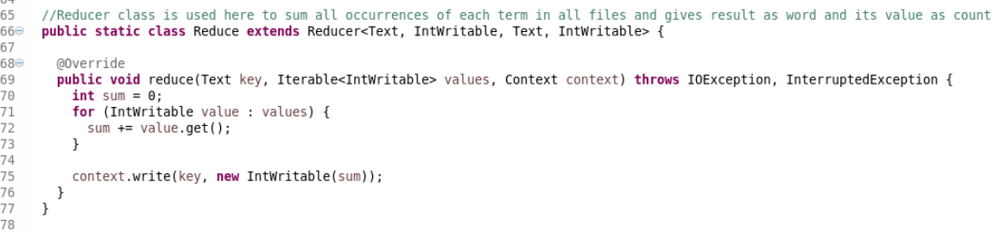 64
65 //Reducer class is used here to sum all occurrences of each term in all files and gives result as word and its value as count
66 public static class Reduce extends Reducer<Text, IntWritable, Text, IntWritable> {
67
68 @Override
69 public void reduce(Text key, Iterable<IntWritable> values, Context context) throws IOException, InterruptedException {
70 int sum = 0;
71 for (IntWritable value : values) {
72 sum += value.get();
73 }
74
75 context.write(key, new IntWritable(sum));
76 }
77 }
78